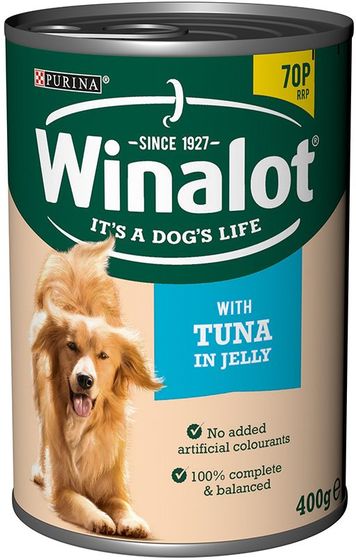 PURINA®
70P
RRP
-SINCE 1927-
Winalot®
IT'S A DOG'S LIFE
WITH
TUNA
IN JELLY
No added
artificial colourants
100% complete
& balanced
400g e